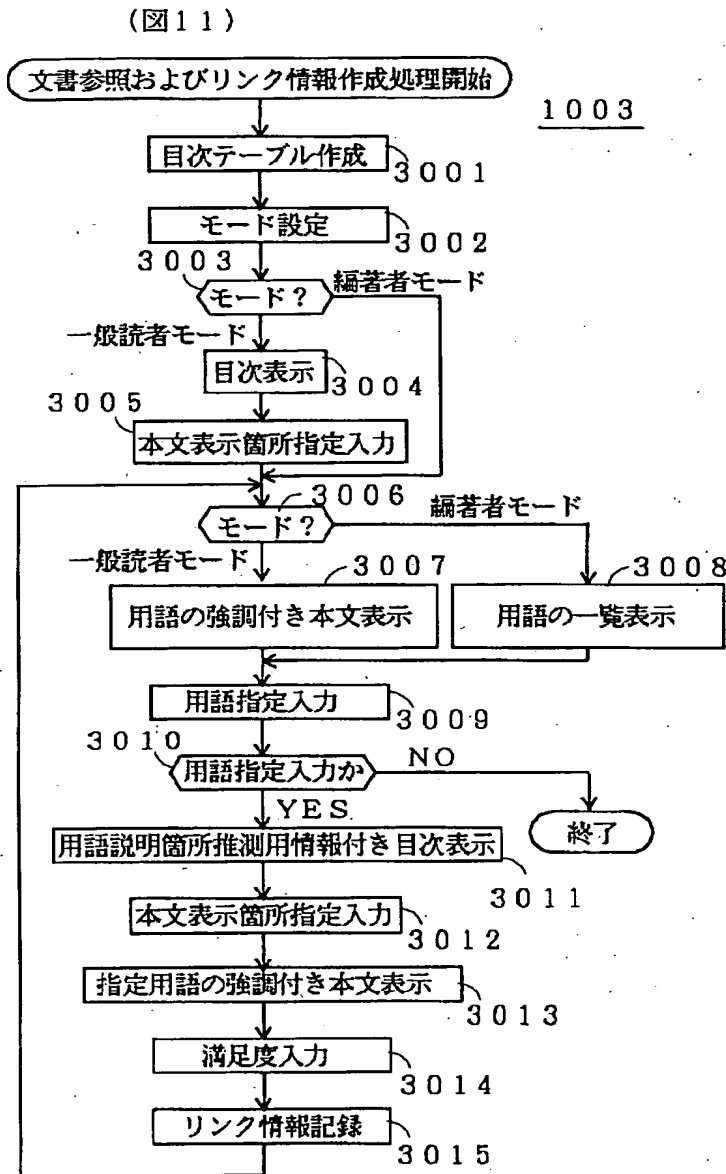 (図11)
文書参照およびリンク情報作成処理開始
1003
目次テーブル作成
3001
モード設定
3002
3003
モード?
編著者モード
一般読者モード
目次表示
3004
3005
本文表示箇所指定入力
3006
モード?
編著者モード
一般読者モード
3007
3008
用語の強調付き本文表示
用語の一覧表示
用語指定入力
3009
3010
用語指定入力か
NO
YES
終了
用語説明箇所推測用情報付き目次表示
3011
本文表示箇所指定入力
3012
指定用語の強調付き本文表示
3013
満足度入力
3014
リンク情報記録
3015